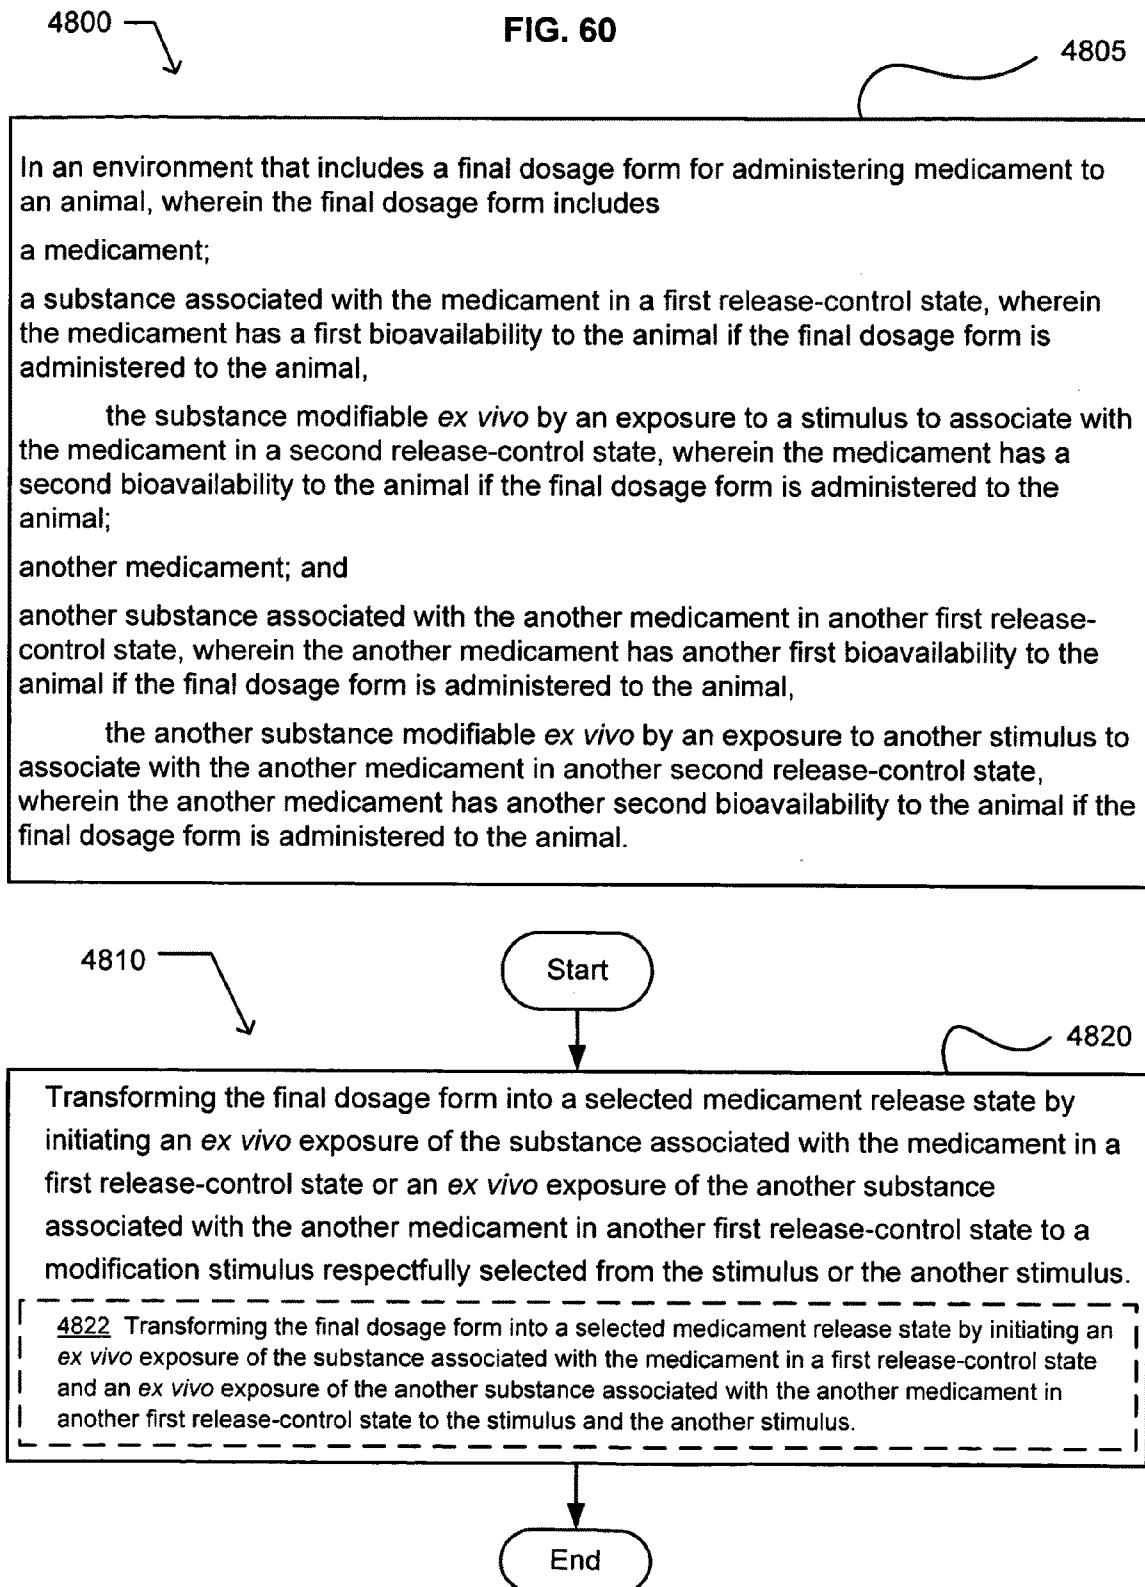 4800
FIG. 60
4805
In an environment that includes a final dosage form for administering medicament to
an animal, wherein the final dosage form includes
a medicament;
a substance associated with the medicament in a first release-control state, wherein
the medicament has a first bioavailability to the animal if the final dosage form is
administered to the animal,
the substance modifiable ex vivo by an exposure to a stimulus to associate with
the medicament in a second release-control state, wherein the medicament has a
second bioavailability to the animal if the final dosage form is administered to the
animal;
another medicament; and
another substance associated with the another medicament in another first release-
control state, wherein the another medicament has another first bioavailability to the
animal if the final dosage form is administered to the animal,
the another substance modifiable ex vivo by an exposure to another stimulus to
associate with the another medicament in another second release-control state,
wherein the another medicament has another second bioavailability to the animal if the
final dosage form is administered to the animal.
4810
Start
4820
Transforming the final dosage form into a selected medicament release state by
initiating an ex vivo exposure of the substance associated with the medicament in a
first release-control state or an ex vivo exposure of the another substance
associated with the another medicament in another first release-control state to a
modification stimulus respectfully selected from the stimulus or the another stimulus.
4822 Transforming the final dosage form into a selected medicament release state by initiating an
ex vivo exposure of the substance associated with the medicament in a first release-control state
and an ex vivo exposure of the another substance associated with the another medicament in
another first release-control state to the stimulus and the another stimulus.
End